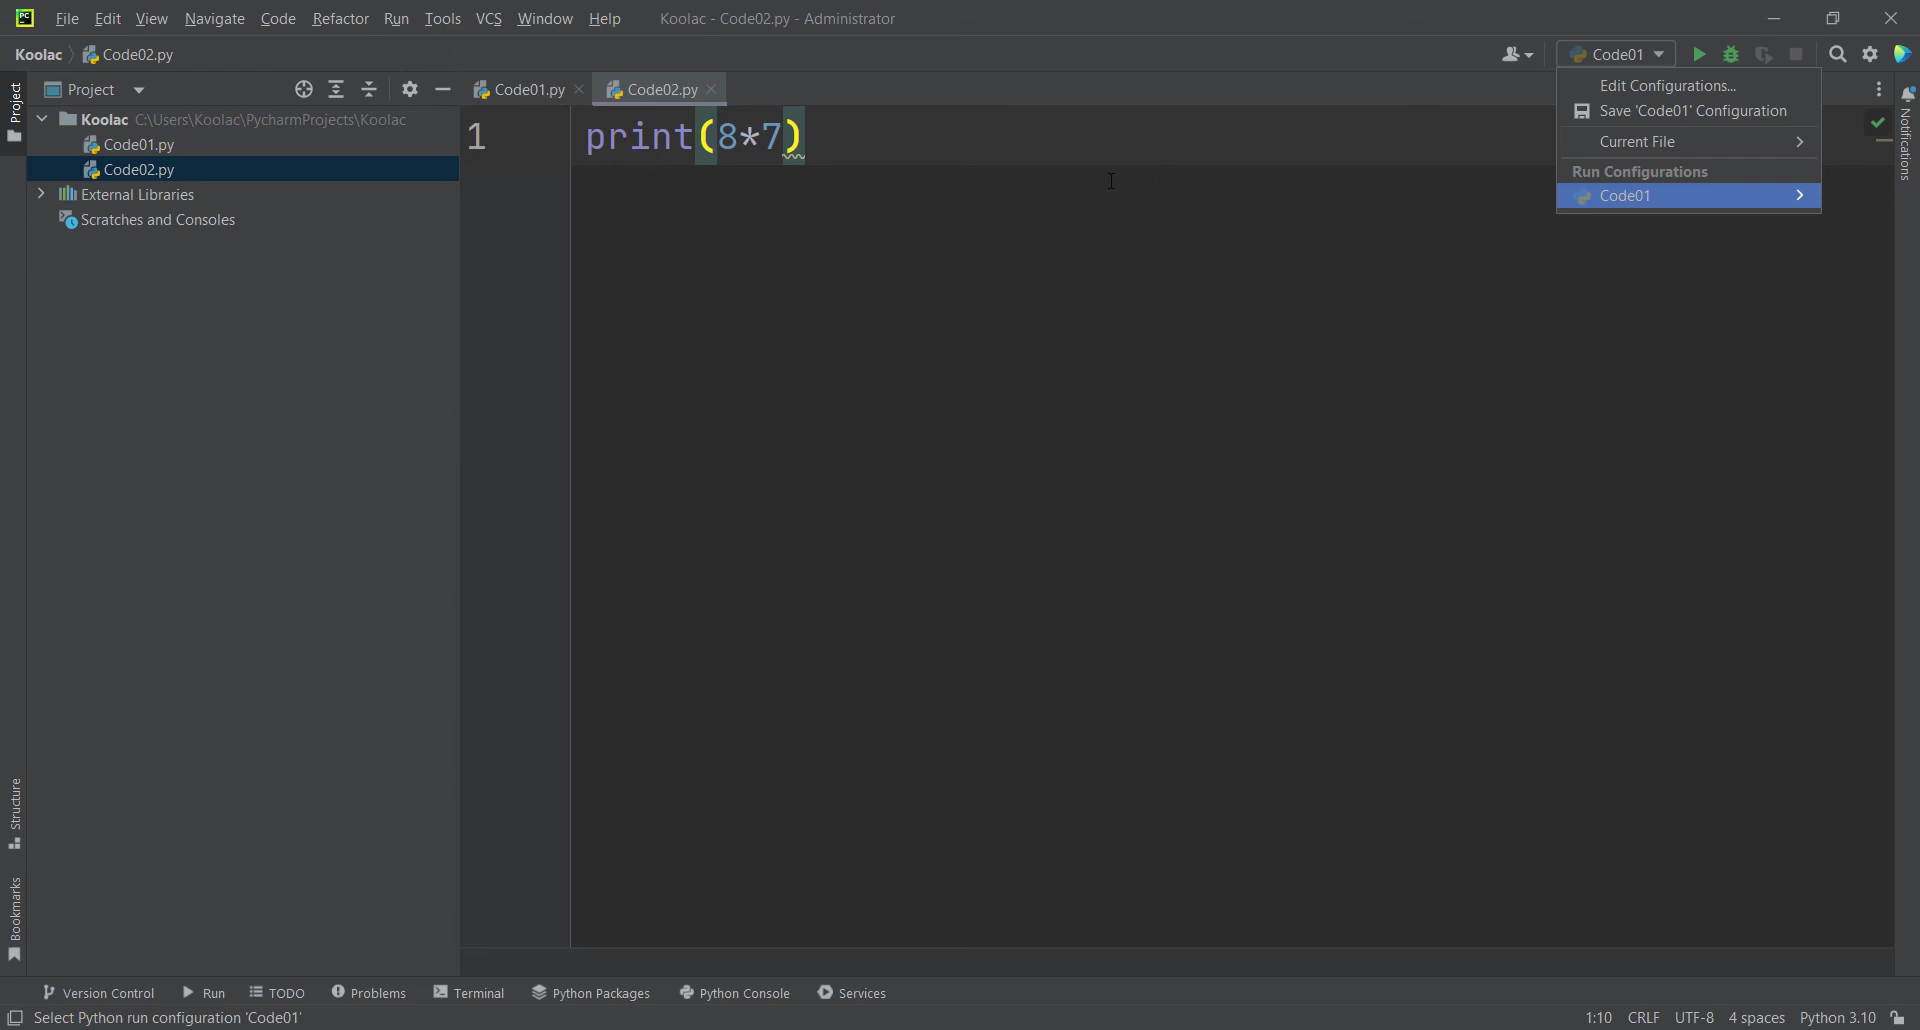 PC File Edit View Navigate Code Refactor Run Tools VCS Window Help Koolac - Code02.py - Administrator
Koolac Code02.py Code01
Project Project Code01.py Code02.py
Koolac C:\Users\Koolac\PycharmProjects\Koolac
Code01.py
Code02.py
External Libraries
Scratches and Consoles
1 print(8*7)
Edit Configurations...
Save 'Code01' Configuration
Current File
Run Configurations
Code01
Notifications
Structure
Bookmarks
Version Control Run TODO Problems Terminal Python Packages Python Console Services
Select Python run configuration 'Code01' 1:10 CRLF UTF-8 4 spaces Python 3.10